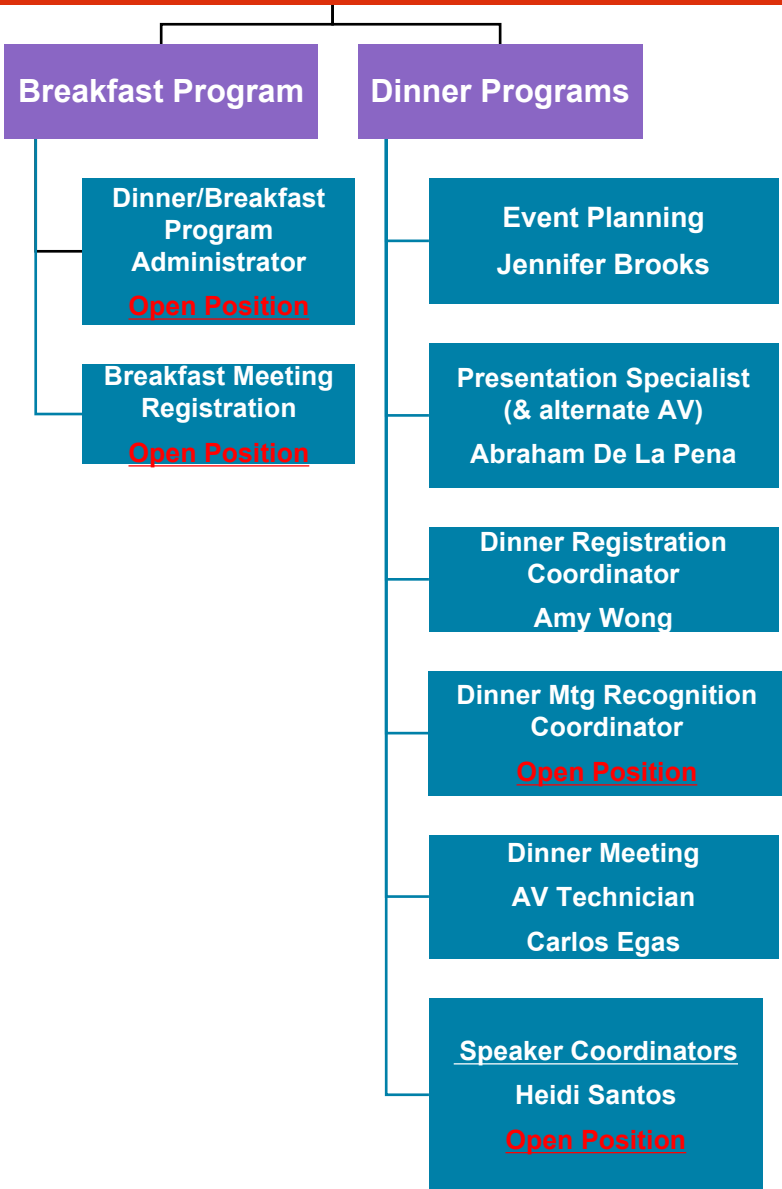 Breakfast Program
Dinner/Breakfast
Program
Administrator
Open Position
Breakfast Meeting
Registration
Open Position
Dinner Programs
Event Planning
Jennifer Brooks
Presentation Specialist
(& alternate AV)
Abraham De La Pena
Dinner Registration
Coordinator
Amy Wong
Dinner Mtg Recognition
Coordinator
Open Position
Dinner Meeting
AV Technician
Carlos Egas
Speaker Coordinators
Heidi Santos
Open Position